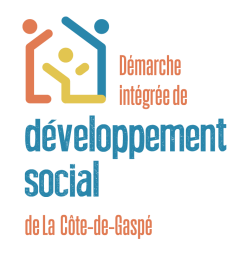 Démarche
intégrée de
développement
social
de La Côte-de-Gaspé